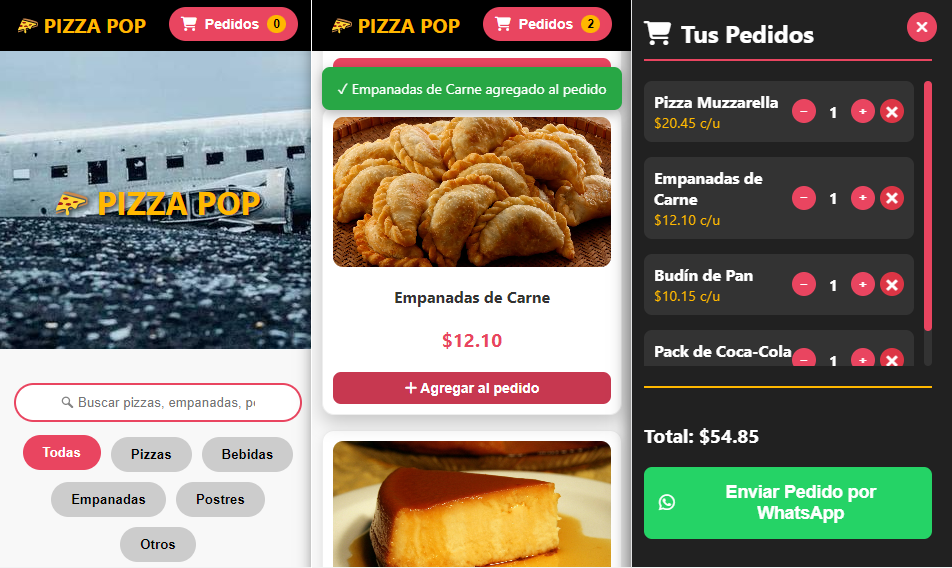 PIZZA POP
Pedidos 0
PIZZA POP
Buscar pizzas, empanadas, p
Todas
Pizzas
Bebidas
Empanadas
Postres
Otros
PIZZA POP
Pedidos 2
✓ Empanadas de Carne agregado al pedido
Empanadas de Carne
$12.10
+ Agregar al pedido
Tus Pedidos
Pizza Muzzarella
$20.45 c/u
− 1 +
Empanadas de
Carne
$12.10 c/u
− 1 +
Budín de Pan
$10.15 c/u
− 1 +
Pack de Coca-Cola
− 1 +
Total: $54.85
Enviar Pedido por
WhatsApp